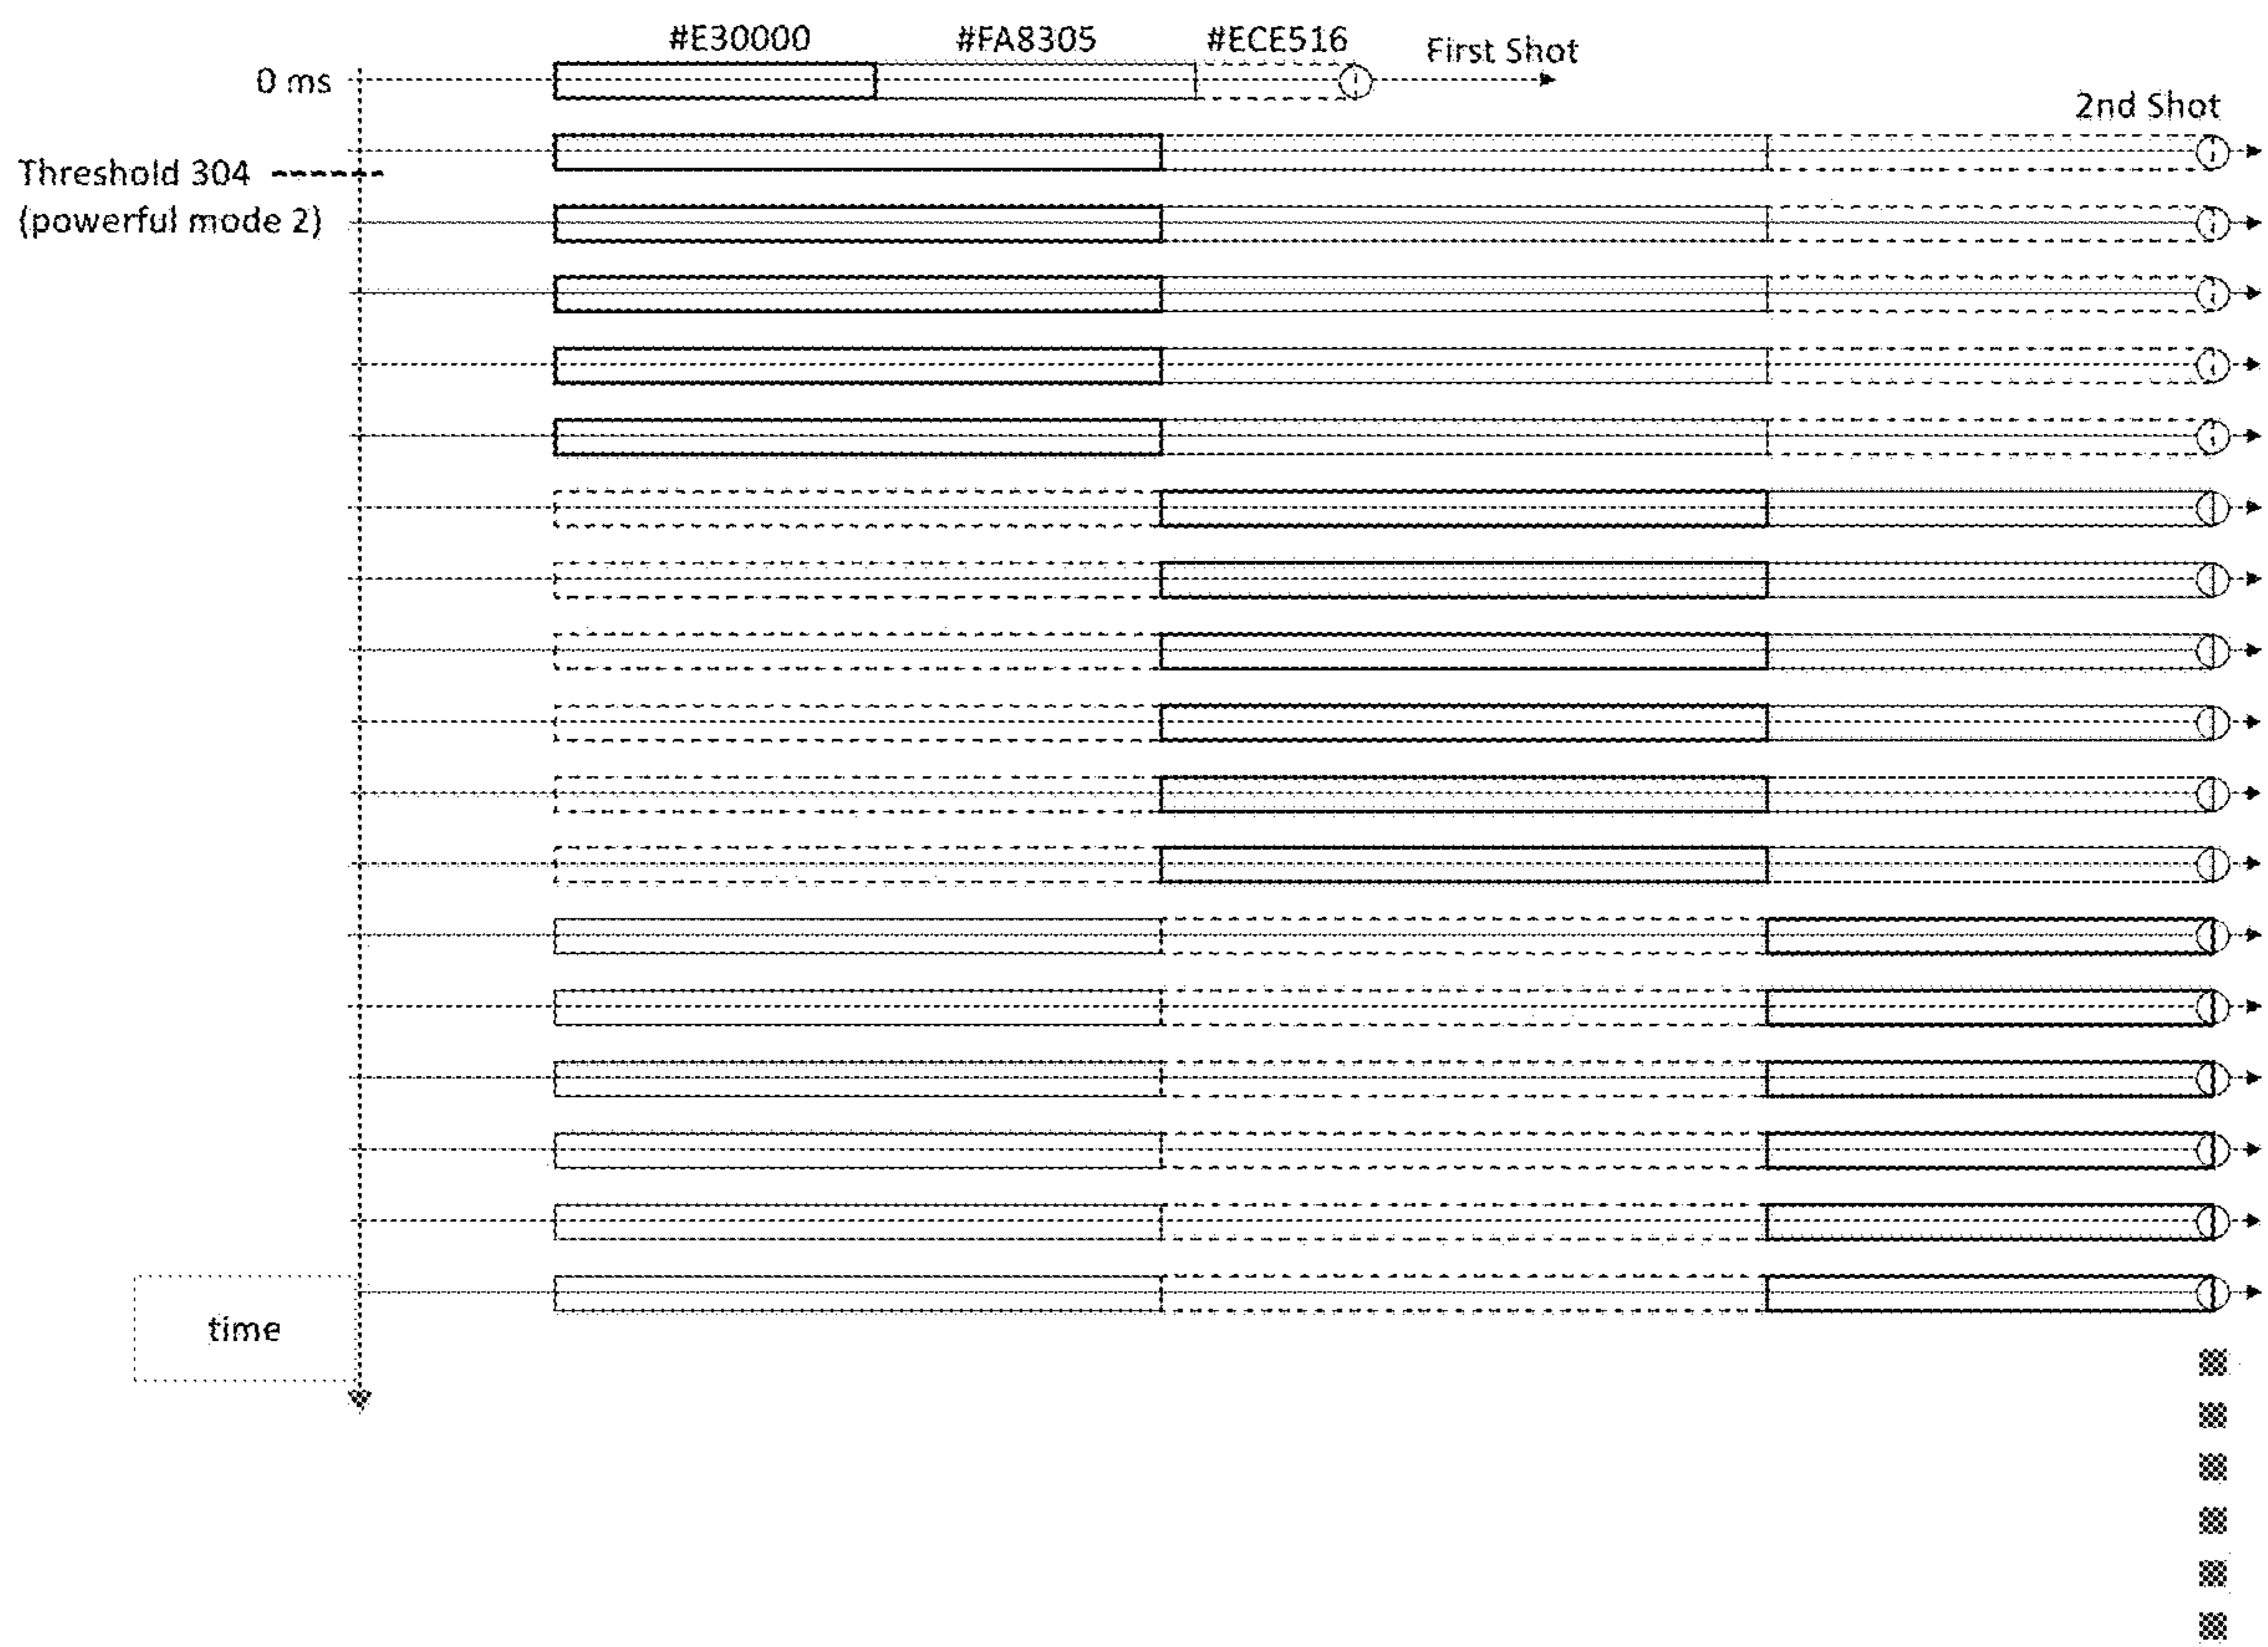 #E30000 #FA8305 #ECE516 First Shot
0 ms
2nd Shot
Threshold 304
(powerful mode 2)
time